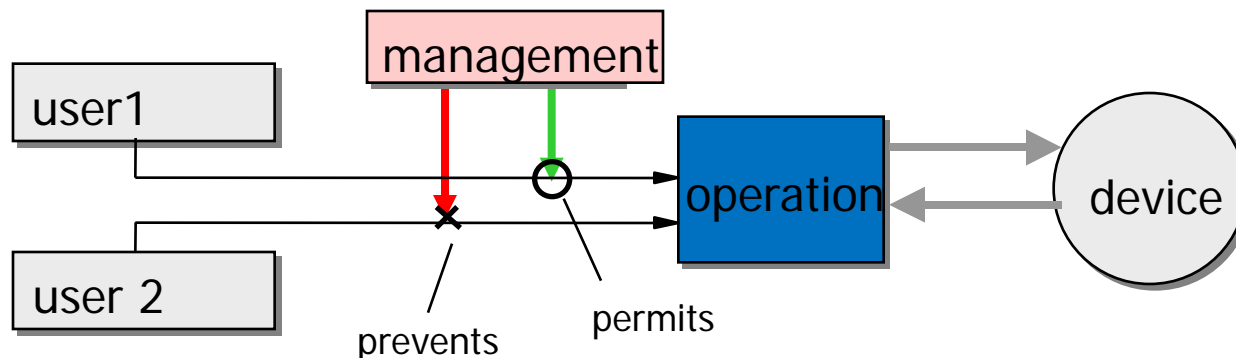 management
user1
operation
device
user 2
permits
prevents